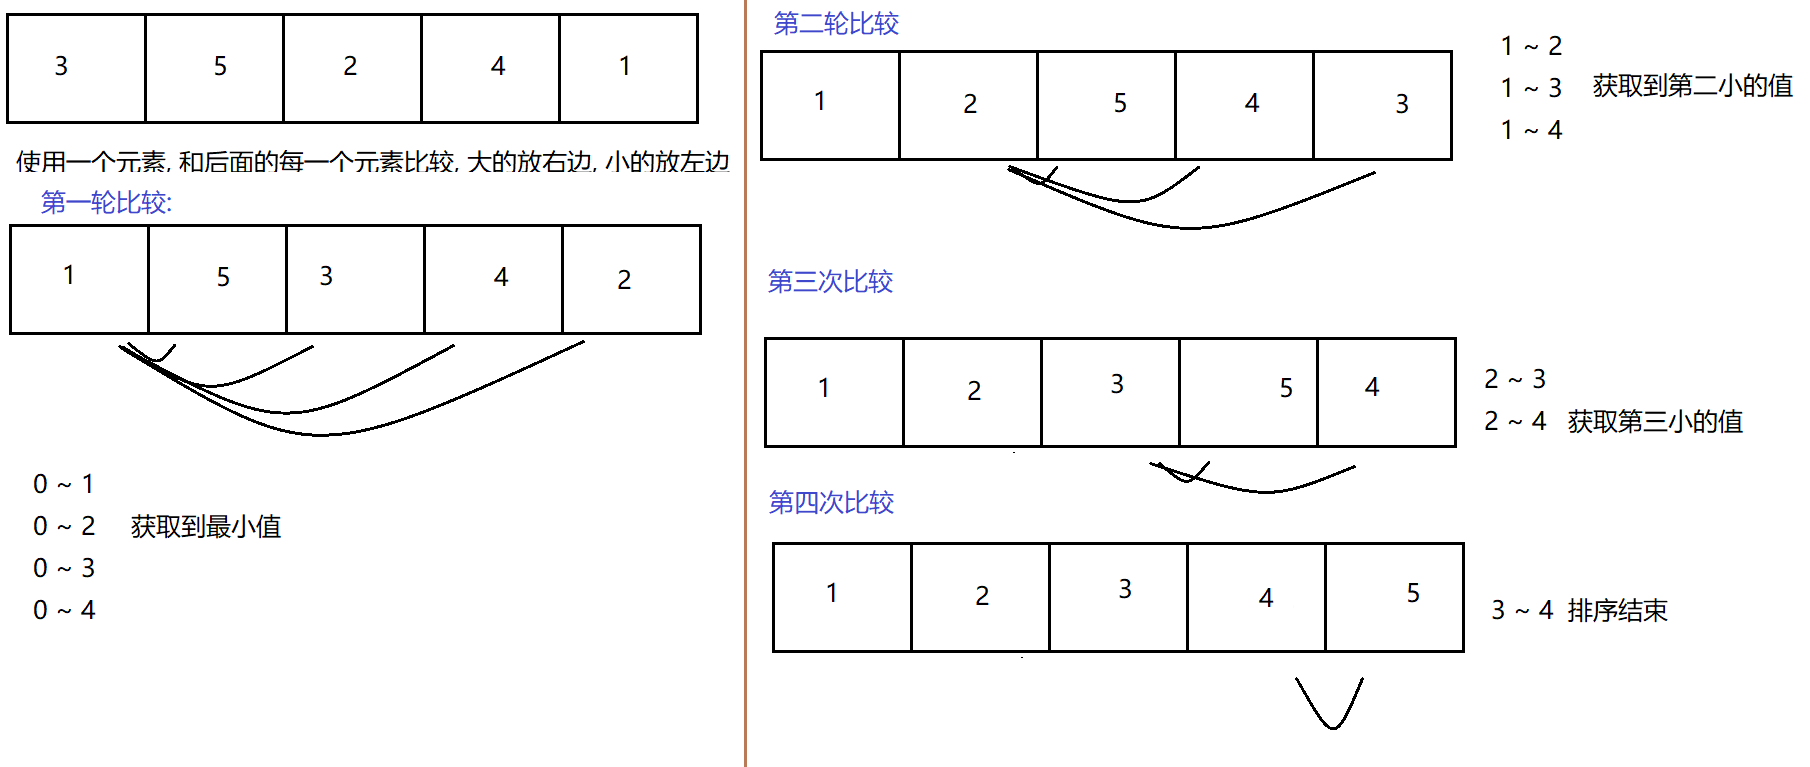 3 5 2 4 1
使用一个元素, 和后面的每一个元素比较, 大的放右边, 小的放左边
第一轮比较:
1 5 3 4 2
0 ~ 1
0 ~ 2 获取到最小值
0 ~ 3
0 ~ 4
第二轮比较
1 2 5 4 3
1 ~ 2
1 ~ 3 获取到第二小的值
1 ~ 4
第三次比较
1 2 3 5 4
2 ~ 3
2 ~ 4 获取第三小的值
第四次比较
1 2 3 4 5
3 ~ 4 排序结束